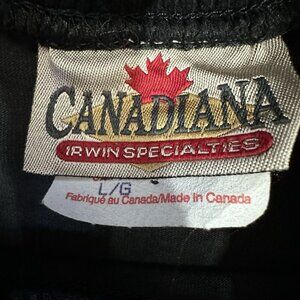 CANADIANA
IRWIN SPECIALTIES
L/G
Fabriqué au Canada/Made in Canada